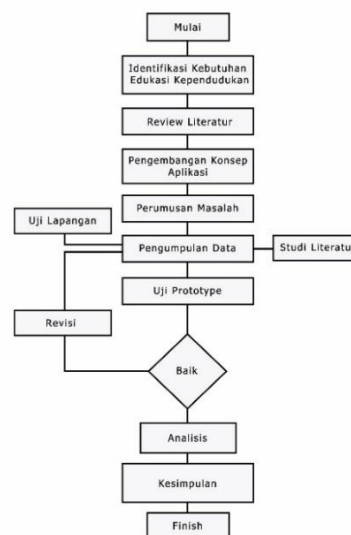 Mulai
Identifikasi Kebutuhan
Edukasi Kependudukan
Review Literatur
Pengembangan Konsep
Aplikasi
Perumusan Masalah
Uji Lapangan
Pengumpulan Data
Studi Literatur
Uji Prototype
Revisi
Baik
Analisis
Kesimpulan
Finish